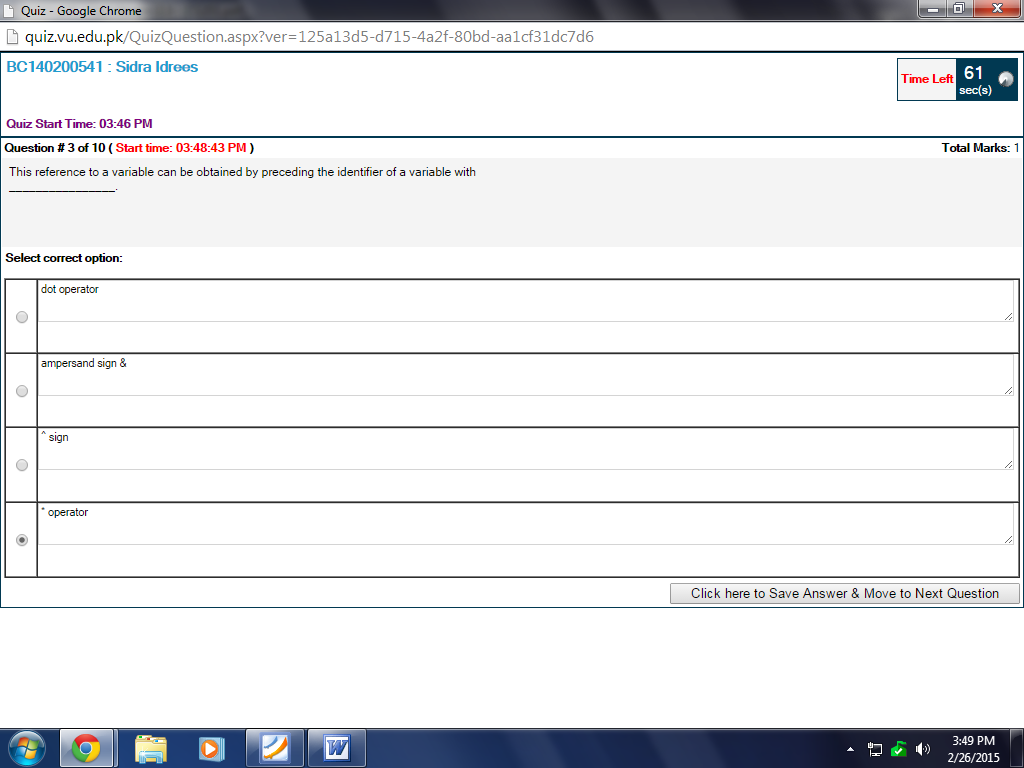 Quiz - Google Chrome
quiz.vu.edu.pk/QuizQuestion.aspx?ver=125a13d5-d715-4a2f-80bd-aa1cf31dc7d6
BC140200541 : Sidra Idrees
Time Left 61 sec(s)
Quiz Start Time: 03:46 PM
Question # 3 of 10 ( Start time: 03:48:43 PM ) Total Marks: 1
This reference to a variable can be obtained by preceding the identifier of a variable with
________________.
Select correct option:
dot operator
ampersand sign &
^ sign
* operator
Click here to Save Answer & Move to Next Question
3:49 PM
2/26/2015